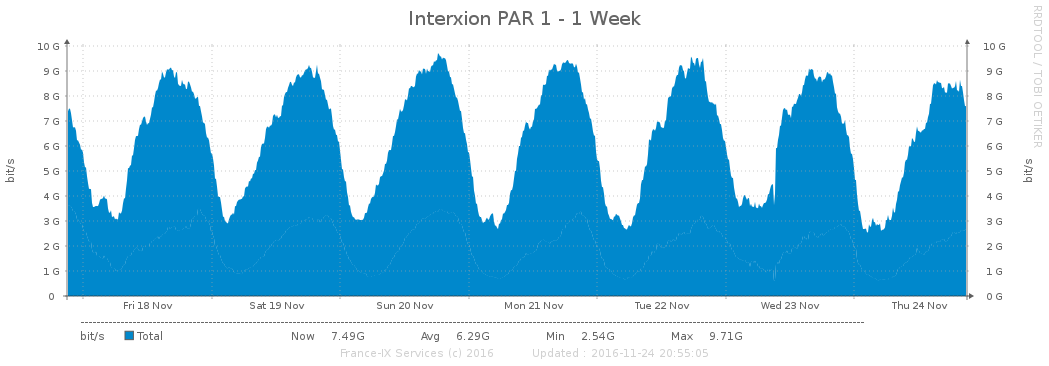 Interxion PAR 1 - 1 Week
RRDTOOL / TOBI OETIKER
10 G 10 G
9 G 9 G
8 G 8 G
7 G 7 G
6 G 6 G
5 G 5 G
4 G 4 G
3 G 3 G
2 G 2 G
1 G 1 G
0 0 G
bit/s
bit/s
Fri 18 Nov Sat 19 Nov Sun 20 Nov Mon 21 Nov Tue 22 Nov Wed 23 Nov Thu 24 Nov
bit/s Total Now 7.49G Avg 6.29G Min 2.54G Max 9.71G
France-IX Services (c) 2016 Updated : 2016-11-24 20:55:05